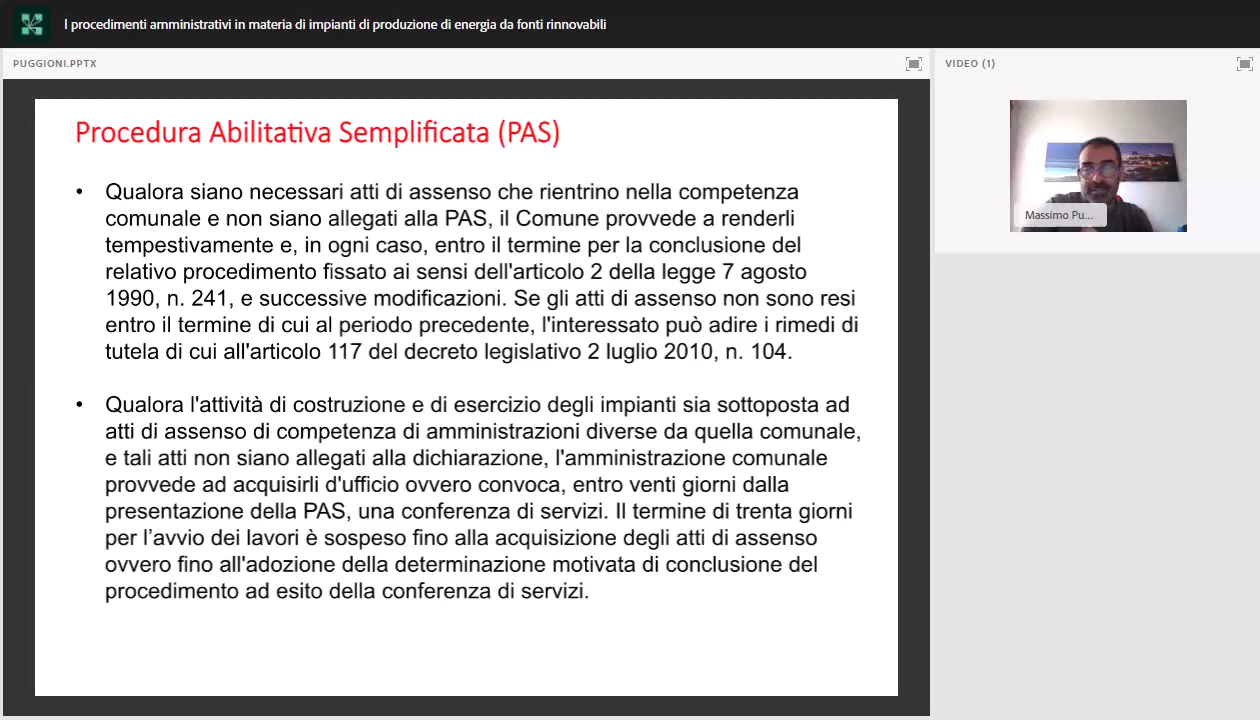 I procedimenti amministrativi in materia di impianti di produzione di energia da fonti rinnovabili
PUGGIONI.PPTX
VIDEO (1)
Procedura Abilitativa Semplificata (PAS)
• Qualora siano necessari atti di assenso che rientrino nella competenza
comunale e non siano allegati alla PAS, il Comune provvede a renderli
tempestivamente e, in ogni caso, entro il termine per la conclusione del
relativo procedimento fissato ai sensi dell'articolo 2 della legge 7 agosto
1990, n. 241, e successive modificazioni. Se gli atti di assenso non sono resi
entro il termine di cui al periodo precedente, l'interessato può adire i rimedi di
tutela di cui all'articolo 117 del decreto legislativo 2 luglio 2010, n. 104.
• Qualora l'attività di costruzione e di esercizio degli impianti sia sottoposta ad
atti di assenso di competenza di amministrazioni diverse da quella comunale,
e tali atti non siano allegati alla dichiarazione, l'amministrazione comunale
provvede ad acquisirli d'ufficio ovvero convoca, entro venti giorni dalla
presentazione della PAS, una conferenza di servizi. Il termine di trenta giorni
per l’avvio dei lavori è sospeso fino alla acquisizione degli atti di assenso
ovvero fino all'adozione della determinazione motivata di conclusione del
procedimento ad esito della conferenza di servizi.
Massimo Pu...